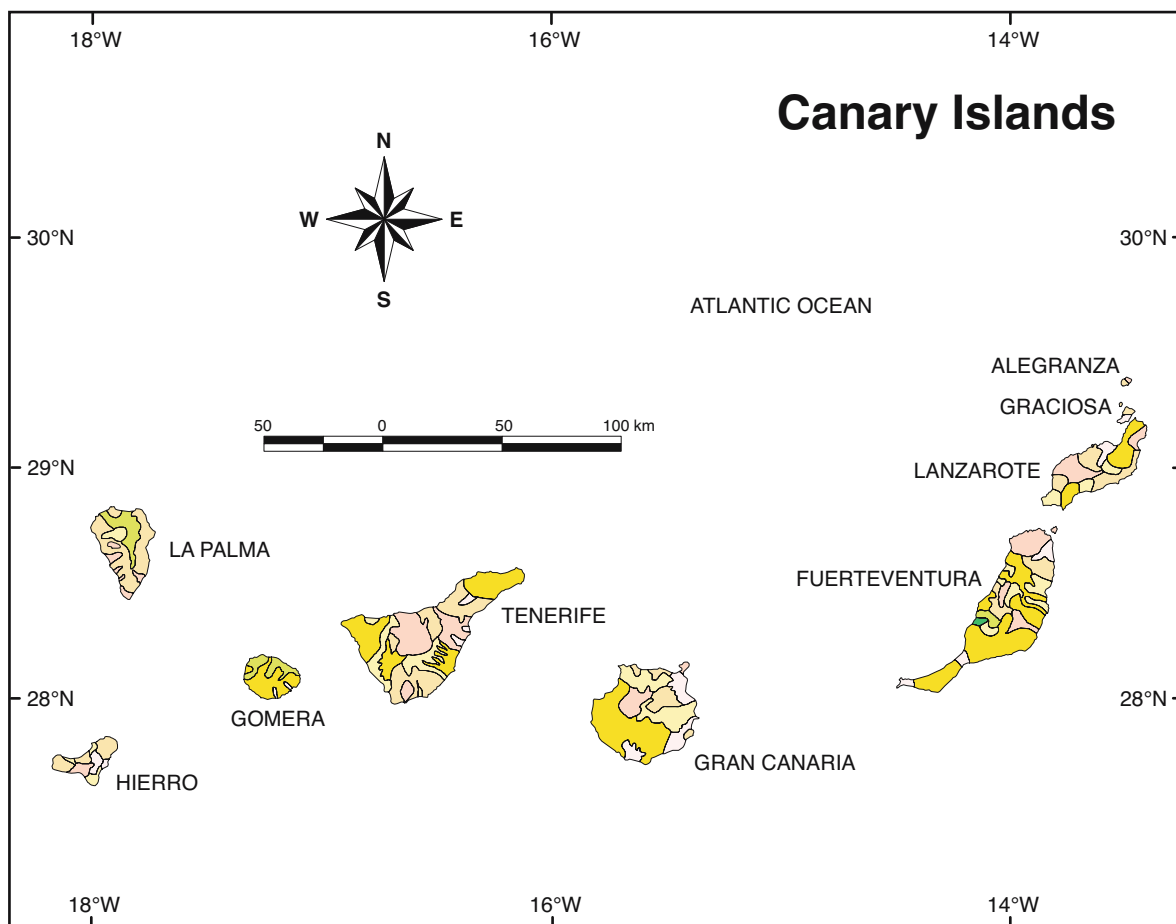 18°W 16°W 14°W
Canary Islands
N
W E
S
30°N 30°N
ATLANTIC OCEAN
ALEGRANZA
GRACIOSA
50 0 50 100 km
29°N
LANZAROTE
LA PALMA
FUERTEVENTURA
TENERIFE
28°N 28°N
GOMERA
GRAN CANARIA
HIERRO
18°W 16°W 14°W